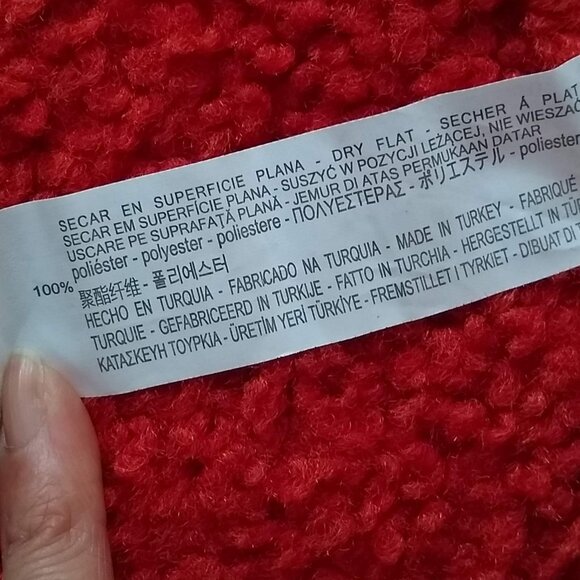 SECAR EN SUPERFICIE PLANA - DRY FLAT - SECHER Á PLAT
SECAR EM SUPERFÍCIE PLANA - SUSZYĆ W POZYCJI LEŻĄCEJ, NIE WIESZAĆ
USCARE PE SUPRAFAŢĂ PLANĂ - JEMUR DI ATAS PERMUKAAN DATAR
poliéster - polyester - poliestere - ΠΟΛΥΕΣΤΕΡΑΣ - ポリエステル - poliester
100% 聚酯纤维 - 폴리에스터
HECHO EN TURQUIA - FABRICADO NA TURQUIA - MADE IN TURKEY - FABRIQUÉ
TURQUIE - GEFABRICEERD IN TURKIJE - FATTO IN TURCHIA - HERGESTELLT IN
ΚΑΤΑΣΚΕΥΗ ΤΟΥΡΚΙΑ - ÜRETİM YERİ TÜRKİYE - FREMSTILLET I TYRKIET - DIBUAT DI